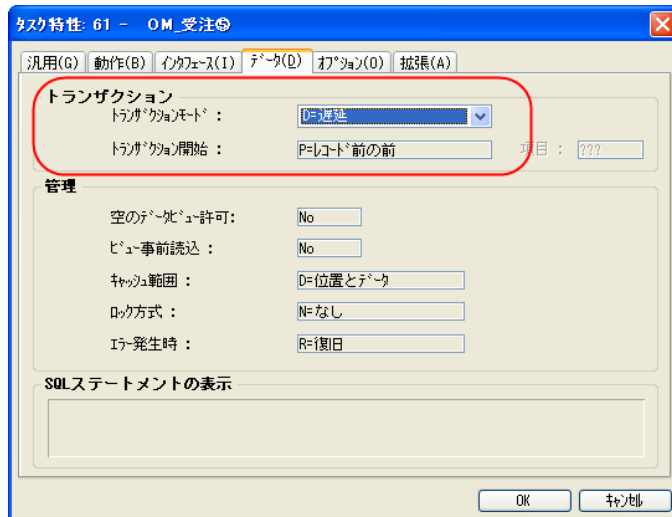 タスク特性: 61 -　OM_受注⑤
汎用(G) 動作(B) ｲﾝﾀﾌｪｰｽ(I) ﾃﾞｰﾀ(D) ｵﾌﾟｼｮﾝ(O) 拡張(A)
トランザクション
ﾄﾗﾝｻﾞｸｼｮﾝﾓｰﾄﾞ : D=遅延
ﾄﾗﾝｻﾞｸｼｮﾝ開始 : P=ﾚｺｰﾄﾞ前の前 項目 : ???
管理
空のﾃﾞｰﾀﾋﾞｭｰ許可: No
ﾋﾞｭｰ事前読込 : No
ｷｬｯｼｭ範囲 : D=位置とﾃﾞｰﾀ
ﾛｯｸ方式 : N=なし
ｴﾗｰ発生時 : R=復旧
SQLステートメントの表示
OK ｷｬﾝｾﾙ